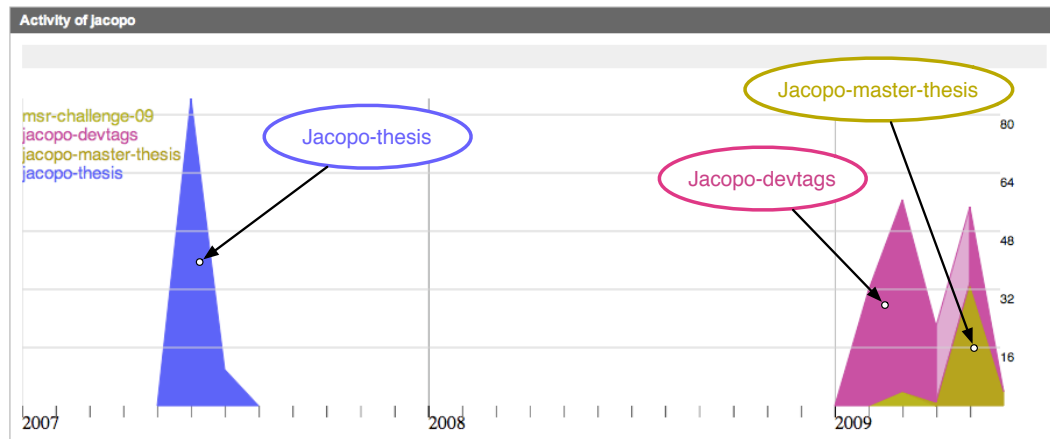 Activity of jacopo
Jacopo-master-thesis
msr-challenge-09
80
jacopo-devtags
Jacopo-thesis
jacopo-master-thesis
jacopo-thesis
Jacopo-devtags
64
48
32
16
2007
2008
2009